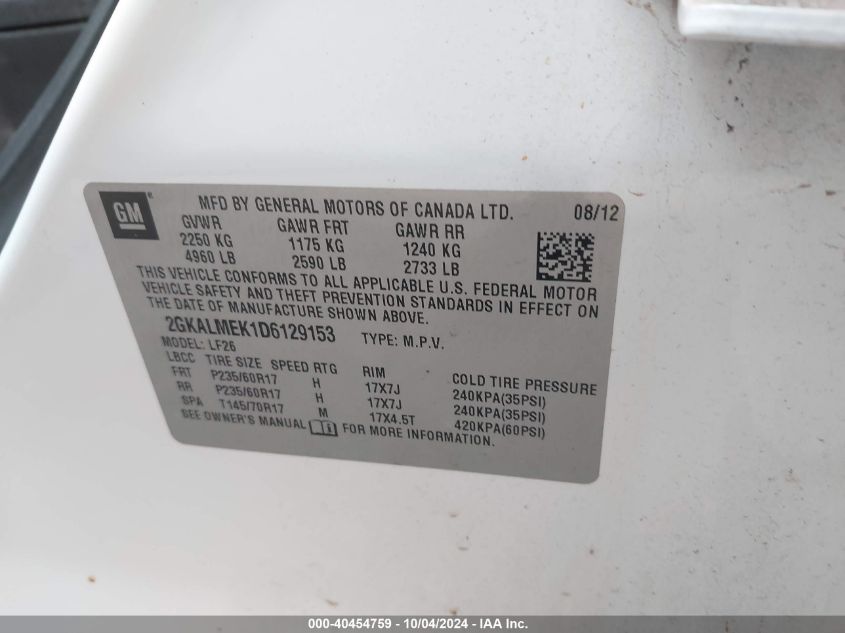 GM
MFD BY GENERAL MOTORS OF CANADA LTD. 08/12
GVWR GAWR FRT GAWR RR
2250 KG 1175 KG 1240 KG
4960 LB 2590 LB 2733 LB
THIS VEHICLE CONFORMS TO ALL APPLICABLE U.S. FEDERAL MOTOR
VEHICLE SAFETY AND THEFT PREVENTION STANDARDS IN EFFECT ON
THE DATE OF MANUFACTURE SHOWN ABOVE.
2GKALMEK1D6129153 TYPE: M.P.V.
MODEL: LF26
LBCC TIRE SIZE SPEED RTG RIM COLD TIRE PRESSURE
FRT P235/60R17 H 17X7J 240KPA(35PSI)
RR P235/60R17 H 17X7J 240KPA(35PSI)
SPA T145/70R17 M 17X4.5T 420KPA(60PSI)
SEE OWNER'S MANUAL FOR MORE INFORMATION.
000-40454759 - 10/04/2024 - IAA Inc.